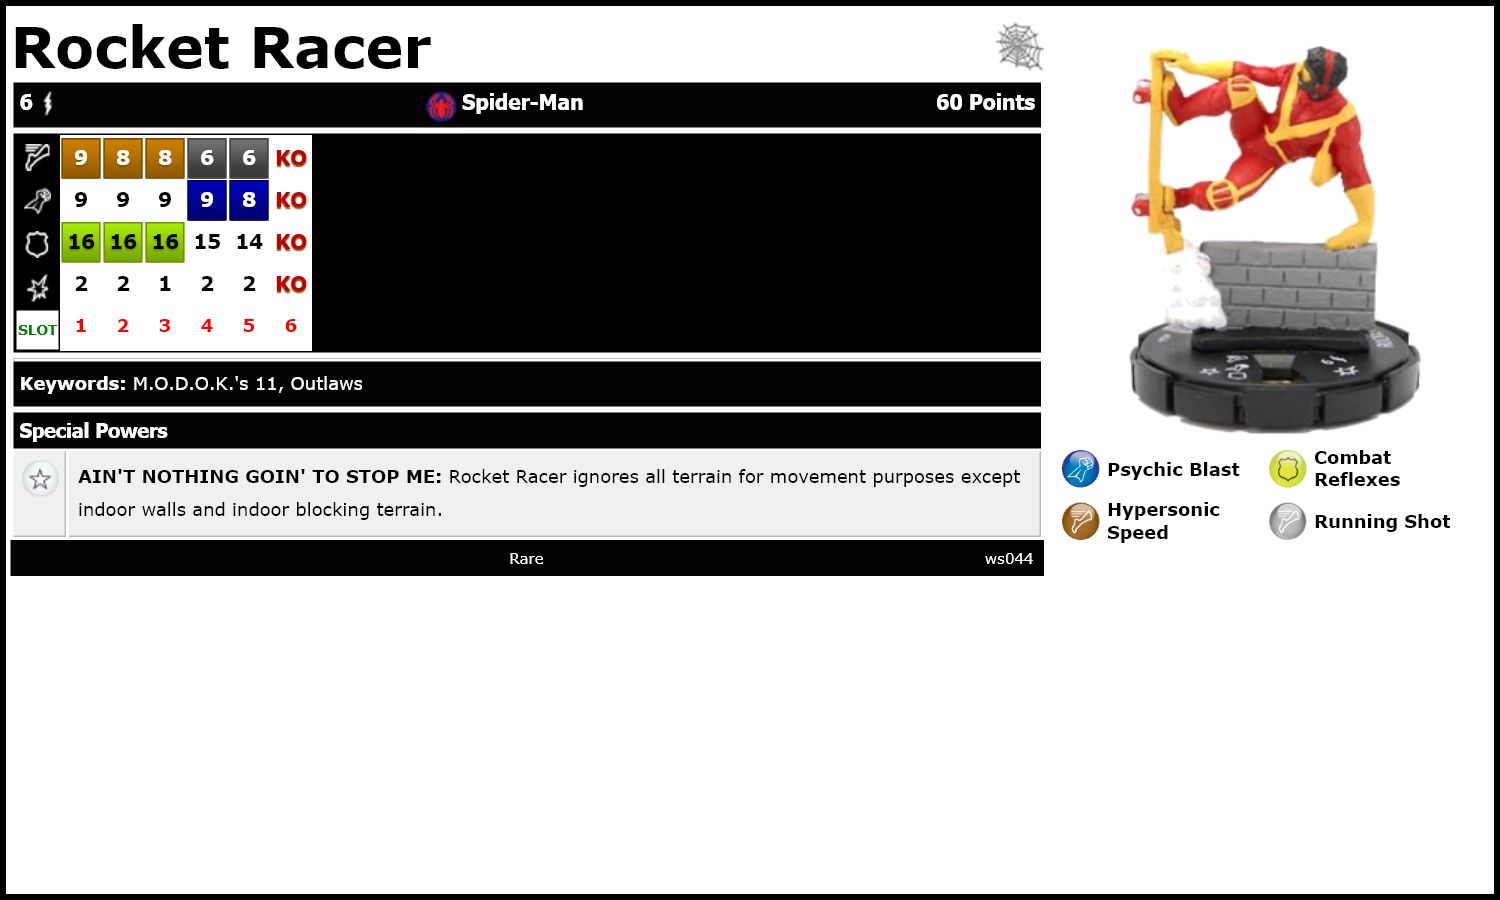 Rocket Racer
6 Spider-Man 60 Points
9 8 8 6 6 KO
9 9 9 9 8 KO
16 16 16 15 14 KO
2 2 1 2 2 KO
SLOT 1 2 3 4 5 6
Keywords: M.O.D.O.K.'s 11, Outlaws
Special Powers
AIN'T NOTHING GOIN' TO STOP ME: Rocket Racer ignores all terrain for movement purposes except
indoor walls and indoor blocking terrain.
Rare ws044
Psychic Blast
Combat
Reflexes
Hypersonic
Speed
Running Shot